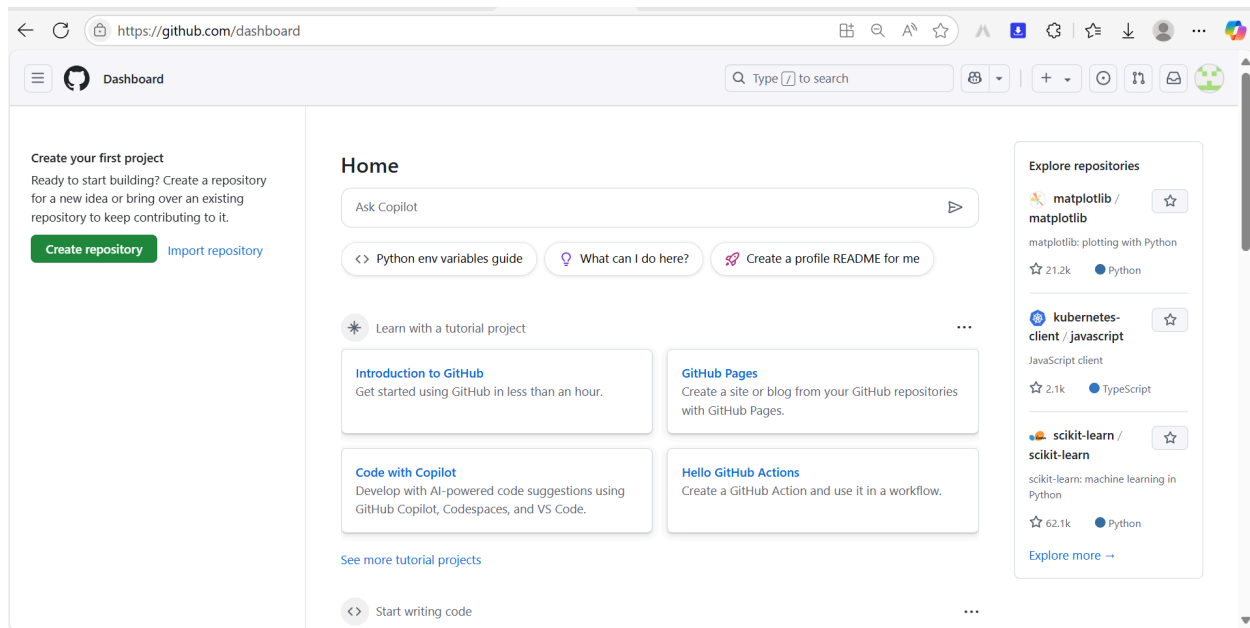 https://github.com/dashboard
Dashboard
Type / to search
Create your first project
Ready to start building? Create a repository
for a new idea or bring over an existing
repository to keep contributing to it.
Create repository
Import repository
Home
Ask Copilot
Python env variables guide
What can I do here?
Create a profile README for me
Learn with a tutorial project
Introduction to GitHub
Get started using GitHub in less than an hour.
GitHub Pages
Create a site or blog from your GitHub repositories
with GitHub Pages.
Code with Copilot
Develop with AI-powered code suggestions using
GitHub Copilot, Codespaces, and VS Code.
Hello GitHub Actions
Create a GitHub Action and use it in a workflow.
See more tutorial projects
Start writing code
Explore repositories
matplotlib /
matplotlib
matplotlib: plotting with Python
21.2k Python
kubernetes-
client / javascript
JavaScript client
2.1k TypeScript
scikit-learn /
scikit-learn
scikit-learn: machine learning in
Python
62.1k Python
Explore more →